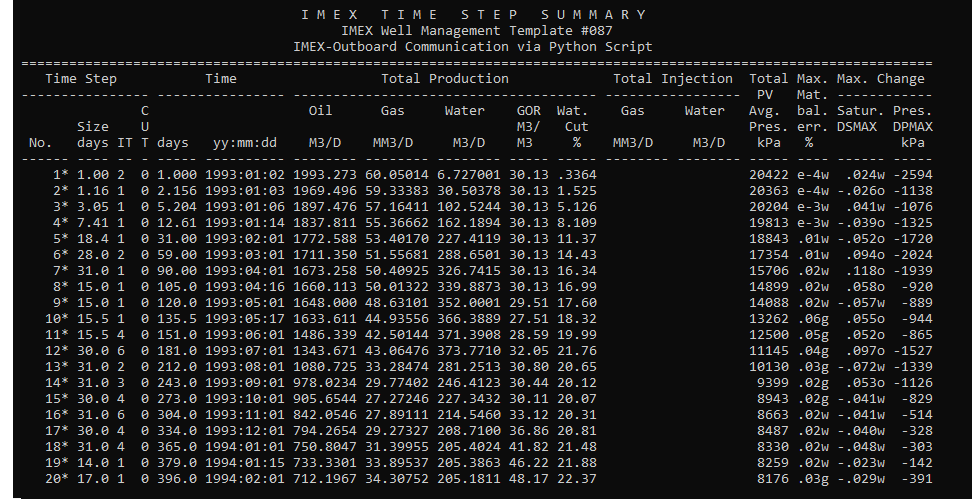 I M E X   T I M E   S T E P   S U M M A R Y
IMEX Well Management Template #087
IMEX-Outboard Communication via Python Script
==================================================================================================================
Time Step Time Total Production Total Injection Total Max. Max. Change
------------- ---------------- ------------------------------------ ----------------- PV Mat. ------------
C Oil Gas Water GOR Wat. Gas Water Avg. bal. Satur. Pres.
Size U M3/ Cut Pres. err. DSMAX DPMAX
No. days IT T days yy:mm:dd M3/D MM3/D M3/D M3 % MM3/D M3/D kPa % kPa
------ ---- -- - ----- ---------- -------- -------- -------- ----- ----- -------- -------- ----- ---- ------ -----
1* 1.00 2 0 1.000 1993:01:02 1993.273 60.05014 6.727001 30.13 .3364 20422 e-4w .024w -2594
2* 1.16 1 0 2.156 1993:01:03 1969.496 59.33383 30.50378 30.13 1.525 20363 e-4w -.026o -1138
3* 3.05 1 0 5.204 1993:01:06 1897.476 57.16411 102.5244 30.13 5.126 20204 e-3w .041w -1076
4* 7.41 1 0 12.61 1993:01:14 1837.811 55.36662 162.1894 30.13 8.109 19813 e-3w -.039o -1325
5* 18.4 1 0 31.00 1993:02:01 1772.588 53.40170 227.4119 30.13 11.37 18843 .01w -.052o -1720
6* 28.0 2 0 59.00 1993:03:01 1711.350 51.55681 288.6501 30.13 14.43 17354 .01w .094o -2024
7* 31.0 1 0 90.00 1993:04:01 1673.258 50.40925 326.7415 30.13 16.34 15706 .02w .118o -1939
8* 15.0 1 0 105.0 1993:04:16 1660.113 50.01322 339.8873 30.13 16.99 14899 .02w .058o -920
9* 15.0 1 0 120.0 1993:05:01 1648.000 48.63101 352.0001 29.51 17.60 14088 .02w -.057w -889
10* 15.5 1 0 135.5 1993:05:17 1633.611 44.93556 366.3889 27.51 18.32 13262 .06g .055o -944
11* 15.5 4 0 151.0 1993:06:01 1486.339 42.50144 371.3908 28.59 19.99 12500 .05g .052o -865
12* 30.0 6 0 181.0 1993:07:01 1343.671 43.06476 373.7710 32.05 21.76 11145 .04g .097o -1527
13* 31.0 2 0 212.0 1993:08:01 1080.725 33.28474 281.2513 30.80 20.65 10130 .03g -.072w -1339
14* 31.0 3 0 243.0 1993:09:01 978.0234 29.77402 246.4123 30.44 20.12 9399 .02g .053o -1126
15* 30.0 4 0 273.0 1993:10:01 905.6544 27.27246 227.3432 30.11 20.07 8943 .02g -.041w -829
16* 31.0 6 0 304.0 1993:11:01 842.0546 27.89111 214.5460 33.12 20.31 8663 .02w -.041w -514
17* 30.0 4 0 334.0 1993:12:01 794.2654 29.27327 208.7100 36.86 20.81 8487 .02w -.040w -328
18* 31.0 4 0 365.0 1994:01:01 750.8047 31.39955 205.4024 41.82 21.48 8330 .02w -.048w -303
19* 14.0 1 0 379.0 1994:01:15 733.3301 33.89537 205.3863 46.22 21.88 8259 .02w -.023w -142
20* 17.0 1 0 396.0 1994:02:01 712.1967 34.30752 205.1811 48.17 22.37 8176 .03g -.029w -391